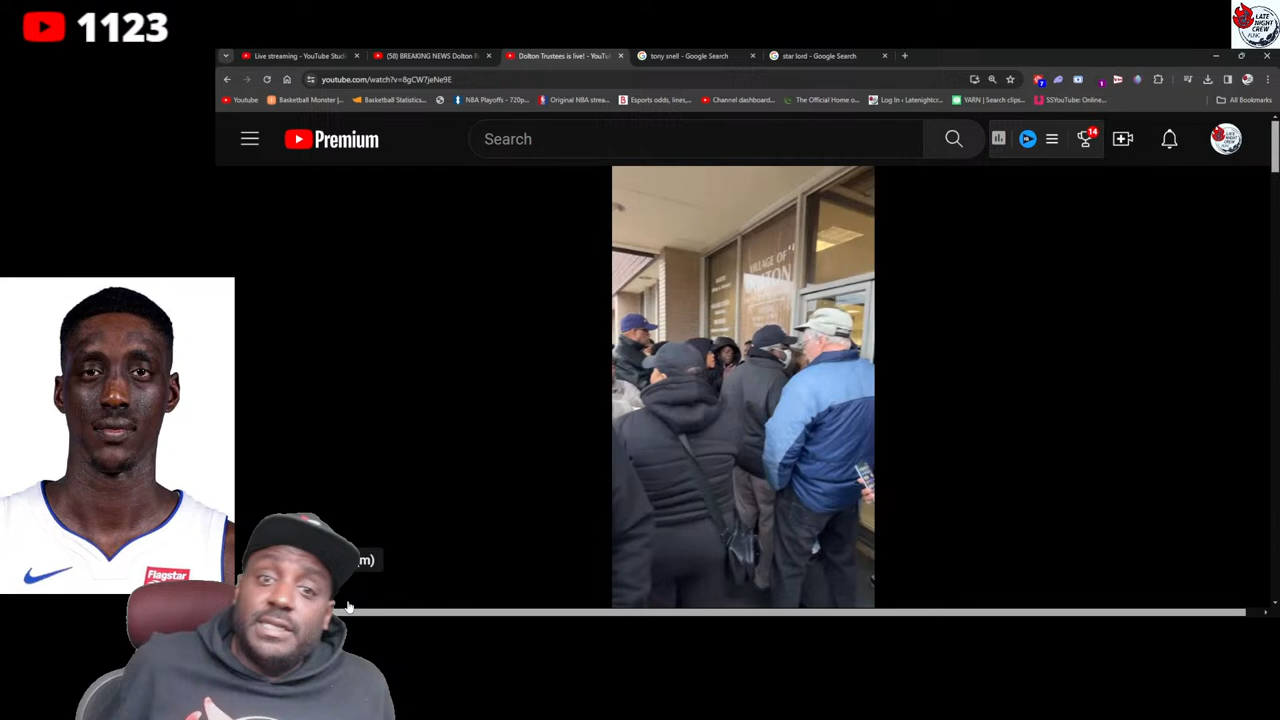 1123
LATE
NIGHT
CREW
Live streaming - YouTube Stud
(58) BREAKING NEWS Dolton R
Dolton Trustees is live! - YouTu
tony snell - Google Search
star lord - Google Search
youtube.com/watch?v=8gCW7jeNe9E
Youtube
Basketball Monster |
Basketball Statistics...
NBA Playoffs - 720p...
Original NBA strea...
Esports odds, lines,...
Channel dashboard...
The Official Home o...
Log In ‹ Latenightcr...
YARN | Search clips...
SSYouTube: Online...
All Bookmarks
Premium
Search
14
VILLAGE OF
DOLTON
m)
Flagstar